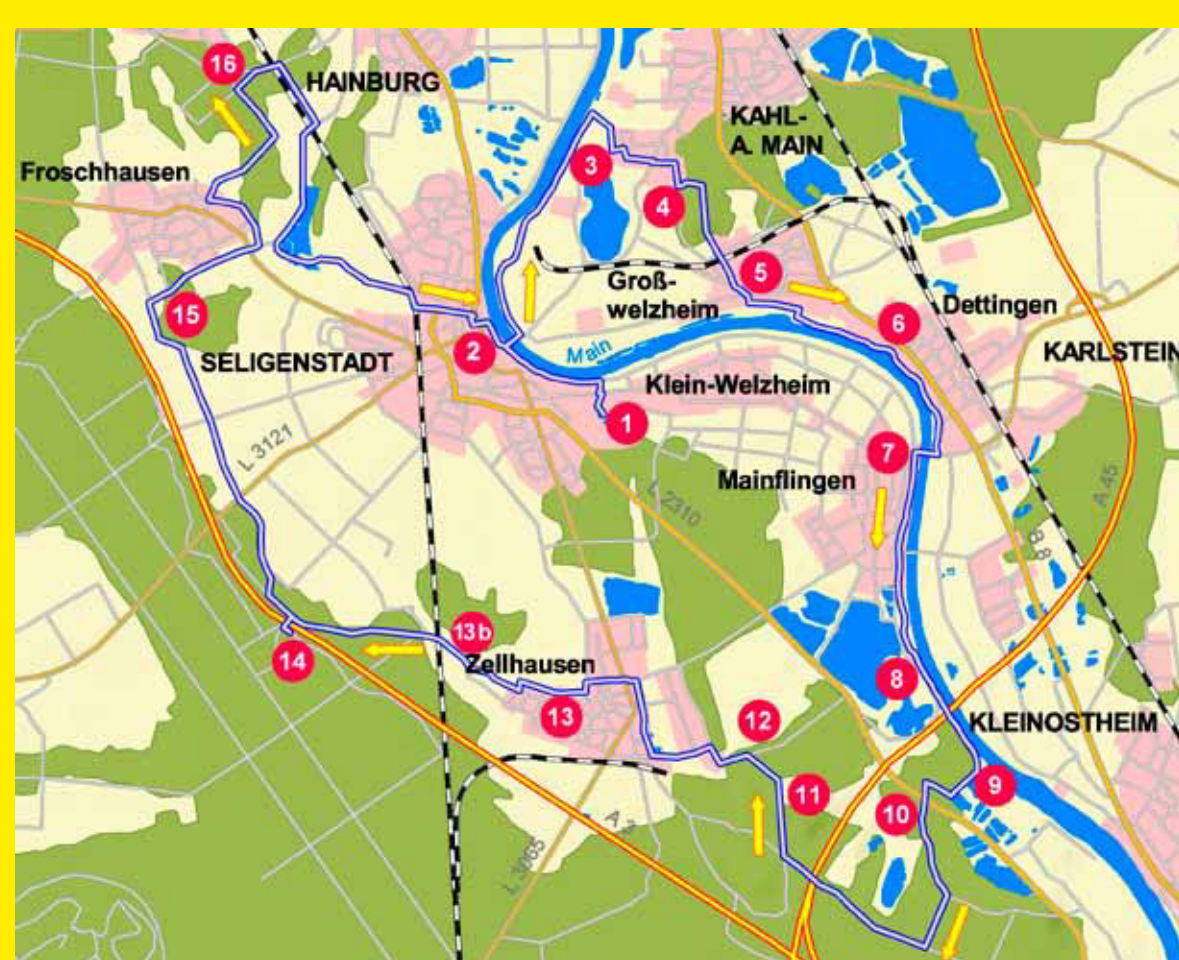 16
HAINBURG
KAHL-
A. MAIN
Froschhausen
3
4
5
Groß-
welzheim
Dettingen
15
6
2
Main
KARLSTEIN
SELIGENSTADT
Klein-Welzheim
1
L 3121
7
Mainflingen
L 2310
A 45
B 8
13b
14
Zellhausen
8
13
12
KLEINOSTHEIM
9
11
10
A 3
L 3065